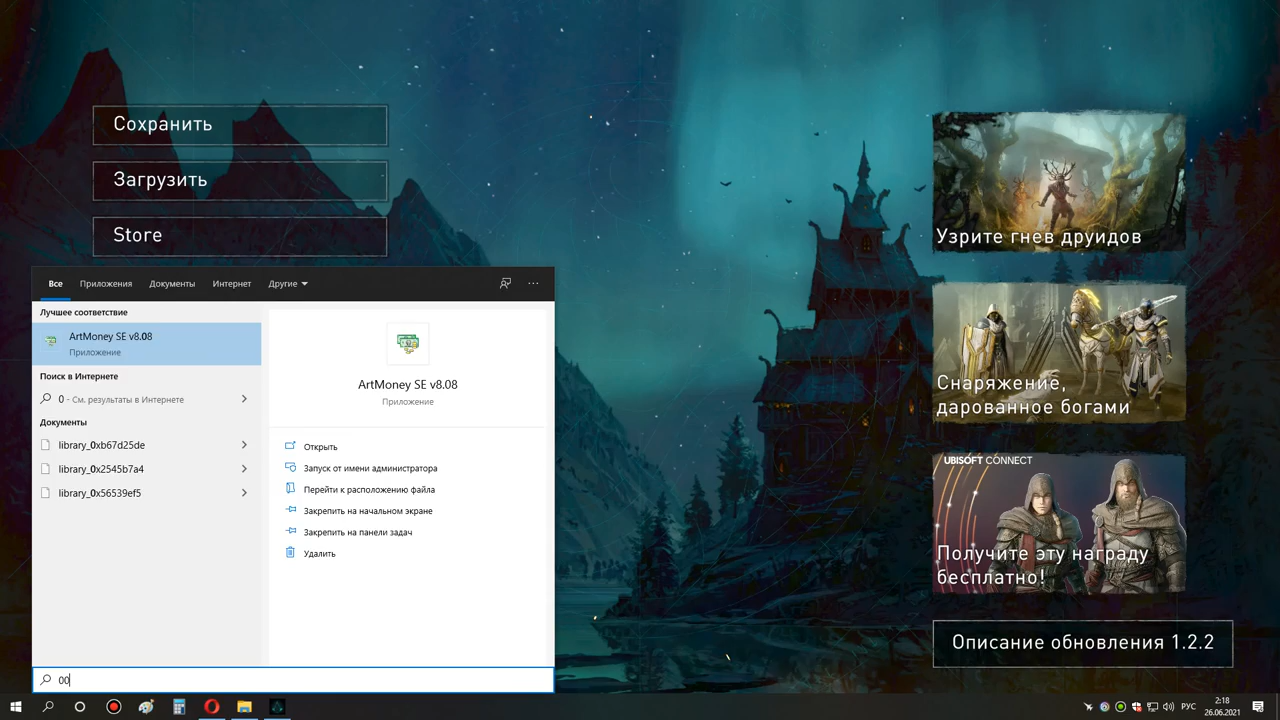 Сохранить
Загрузить
Store
Узрите гнев друидов
Снаряжение,
дарованное богами
UBISOFT CONNECT
Получите эту награду
бесплатно!
Описание обновления 1.2.2
Все Приложения Документы Интернет Другие
Лучшее соответствие
ArtMoney SE v8.08
Приложение
Поиск в Интернете
0 - См. результаты в Интернете
Документы
library_0xb67d25de
library_0x2545b7a4
library_0x56539ef5
ArtMoney SE v8.08
Приложение
Открыть
Запуск от имени администратора
Перейти к расположению файла
Закрепить на начальном экране
Закрепить на панели задач
Удалить
00
РУС
2:18
26.06.2021